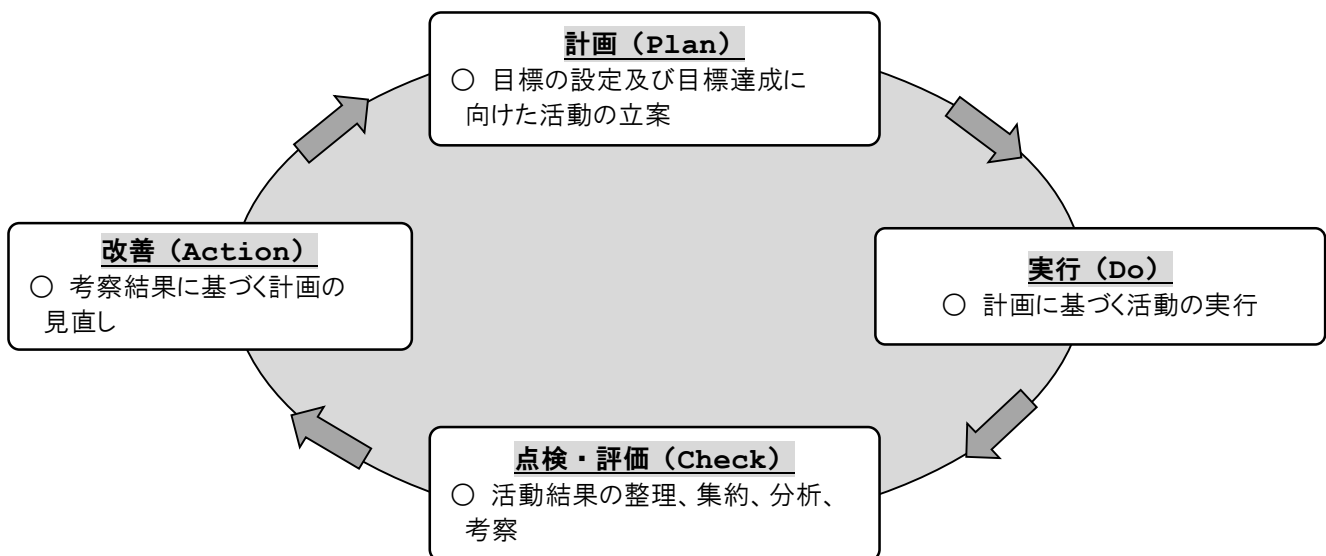 計画（Plan）
○ 目標の設定及び目標達成に
向けた活動の立案
改善（Action）
○ 考察結果に基づく計画の
見直し
実行（Do）
○ 計画に基づく活動の実行
点検・評価（Check）
○ 活動結果の整理、集約、分析、
考察